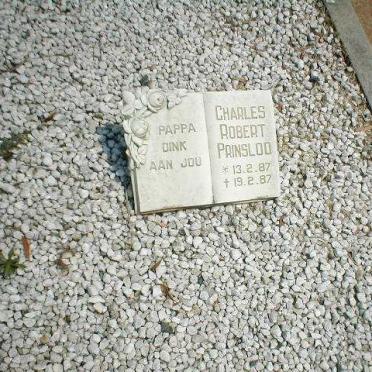 PAPPA
DINK
AAN JOU
CHARLES
ROBERT
PRINSLOO
* 13.2.87
† 19.2.87